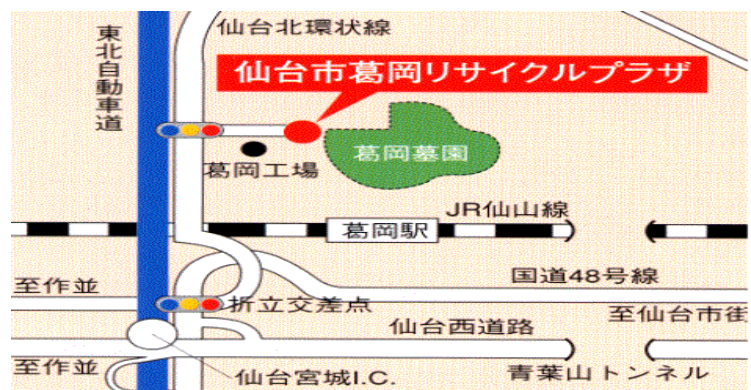 東北自動車道
仙台北環状線
仙台市葛岡リサイクルプラザ
葛岡墓園
葛岡工場
JR仙山線
葛岡駅
国道48号線
至作並
折立交差点
至仙台市街
仙台西道路
至作並
仙台宮城I.C.
青葉山トンネル